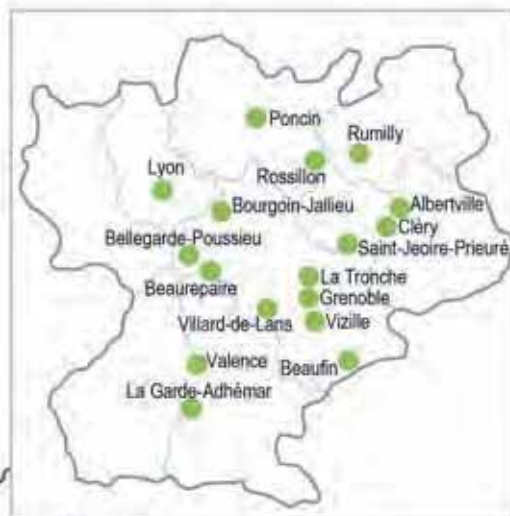 Poncin
Rumilly
Rossillon
Lyon
Albertville
Bourgoin-Jallieu
Cléry
Saint-Jeoire-Prieuré
Bellegarde-Poussieu
La Tronche
Beaurepaire
Grenoble
Villard-de-Lans
Vizille
Valence
Beaufin
La Garde-Adhémar